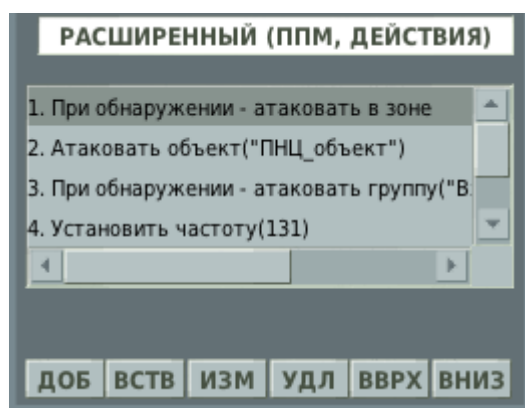 РАСШИРЕННЫЙ (ППМ, ДЕЙСТВИЯ)
1. При обнаружении - атаковать в зоне
2. Атаковать объект("ПНЦ_объект")
3. При обнаружении - атаковать группу("В
4. Установить частоту(131)
ДОБ ВСТВ ИЗМ УДЛ ВВРХ ВНИЗ